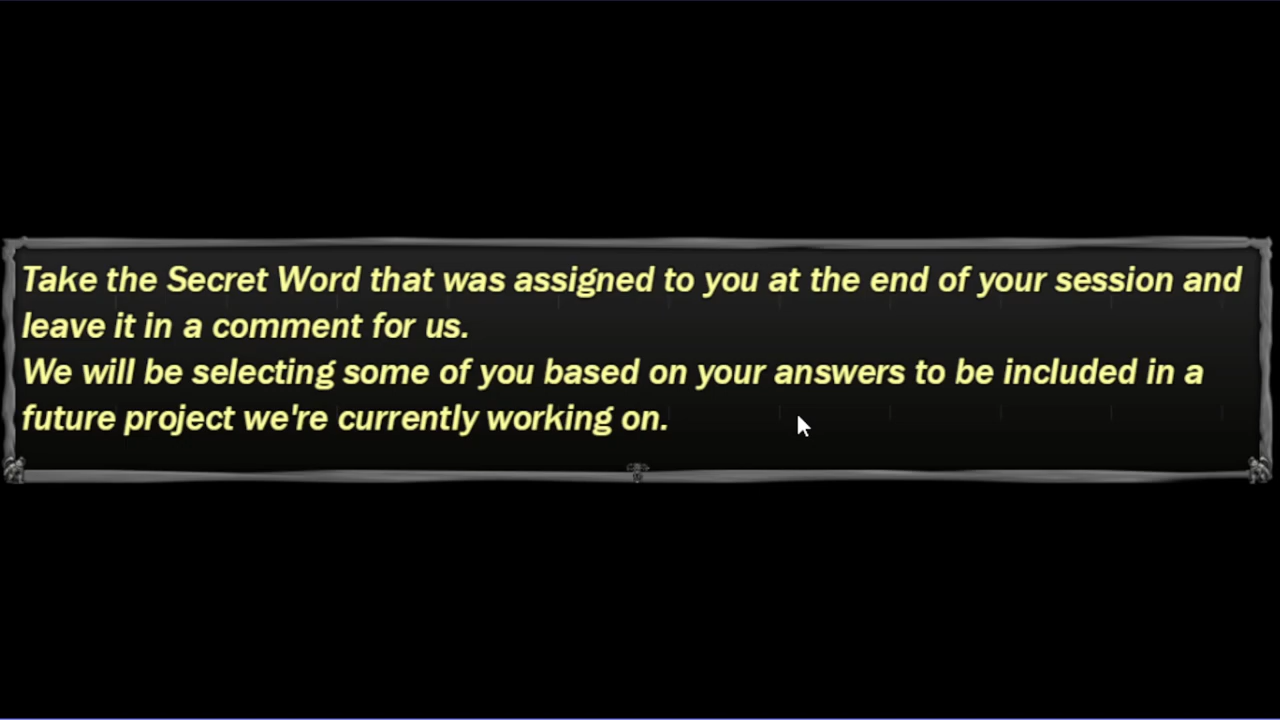 Take the Secret Word that was assigned to you at the end of your session and
leave it in a comment for us.
We will be selecting some of you based on your answers to be included in a
future project we're currently working on.